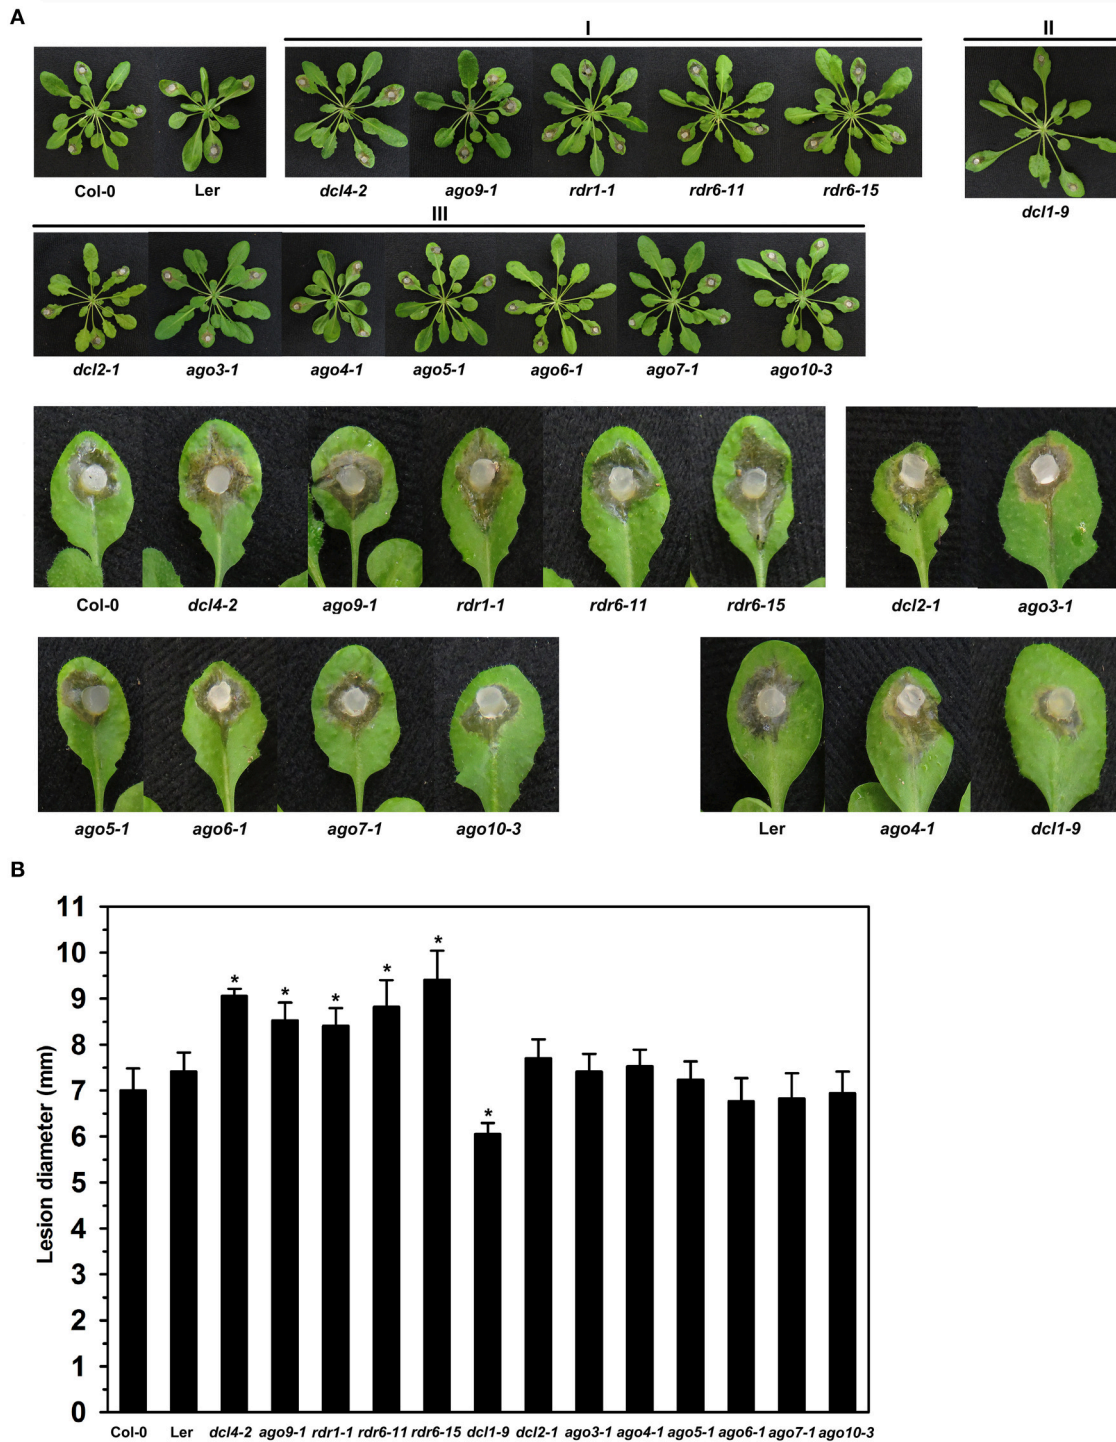 A
I II
Col-0 Ler dcl4-2 ago9-1 rdr1-1 rdr6-11 rdr6-15 dcl1-9
III
dcl2-1 ago3-1 ago4-1 ago5-1 ago6-1 ago7-1 ago10-3
Col-0 dcl4-2 ago9-1 rdr1-1 rdr6-11 rdr6-15 dcl2-1 ago3-1
ago5-1 ago6-1 ago7-1 ago10-3 Ler ago4-1 dcl1-9
B
Lesion diameter (mm)
11
10
9
8
7
6
5
4
3
2
1
0
* * * * * *
Col-0 Ler dcl4-2 ago9-1 rdr1-1 rdr6-11 rdr6-15 dcl1-9 dcl2-1 ago3-1 ago4-1 ago5-1 ago6-1 ago7-1 ago10-3